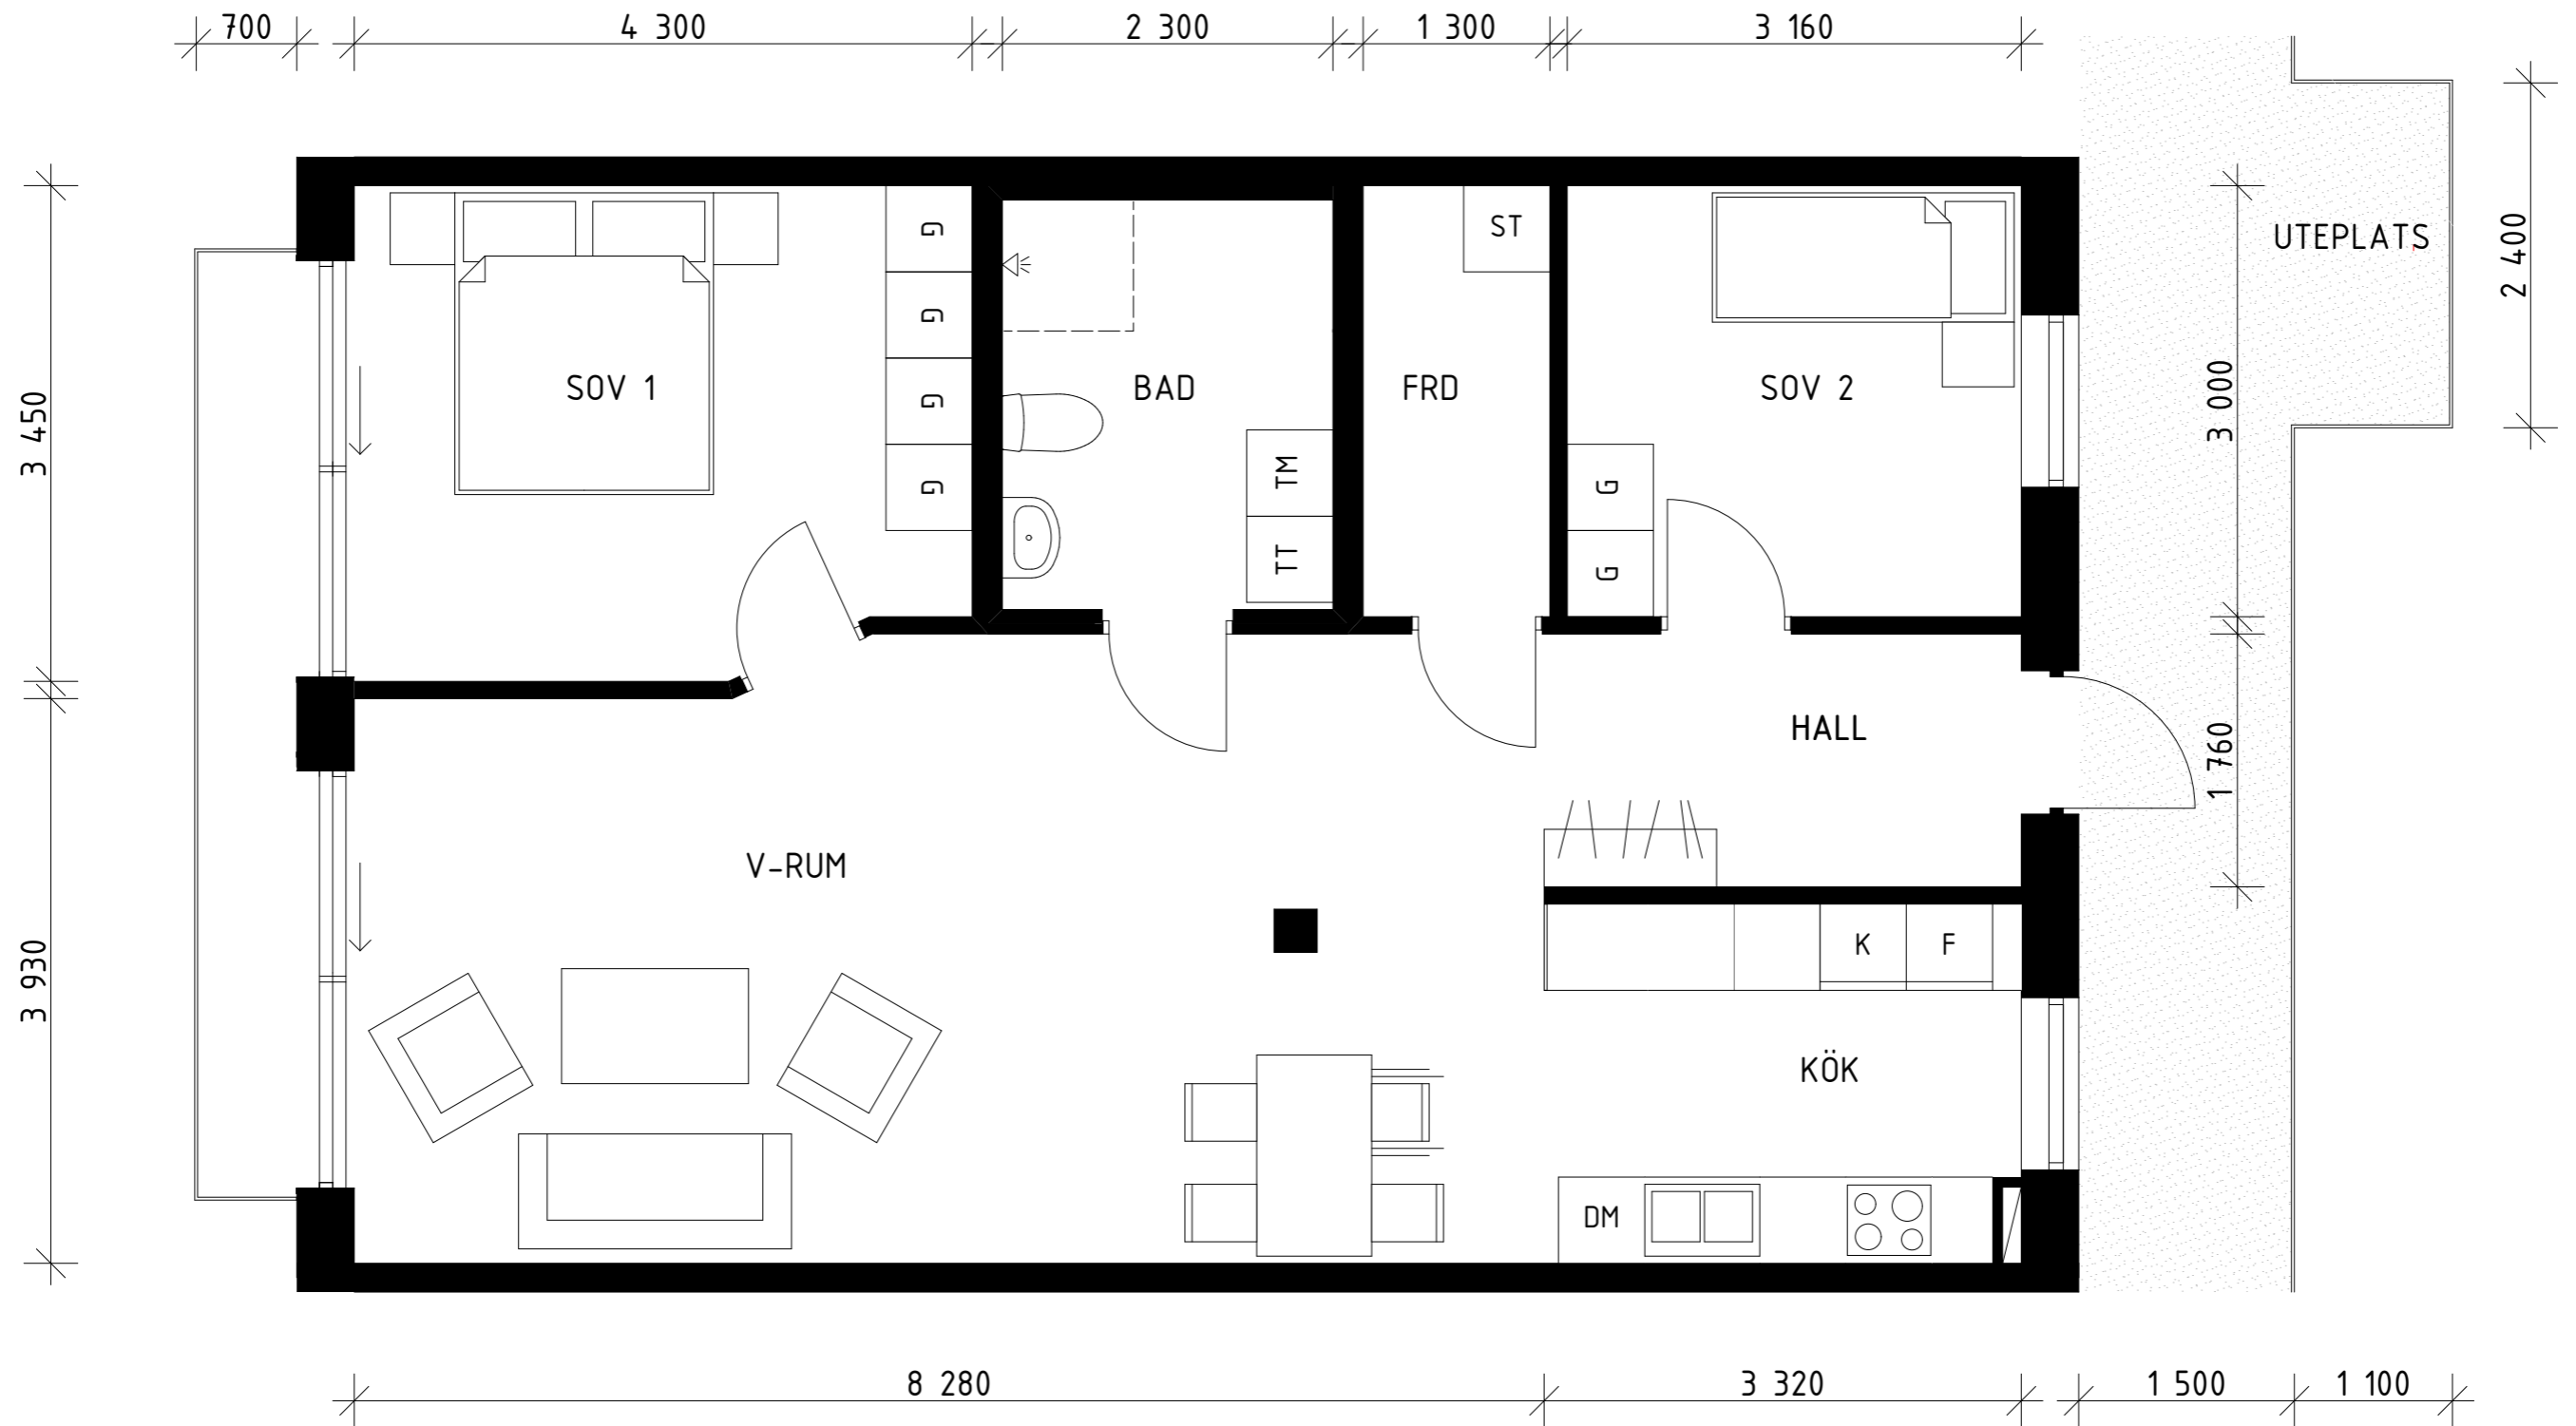 700
4 300
2 300
1 300
3 160
2 400
3 450
3 930
3 000
1 760
UTEPLATS
G
G
G
G
ST
SOV 1
BAD
FRD
SOV 2
TM
TT
G
G
HALL
V-RUM
K
F
KÖK
DM
8 280
3 320
1 500
1 100